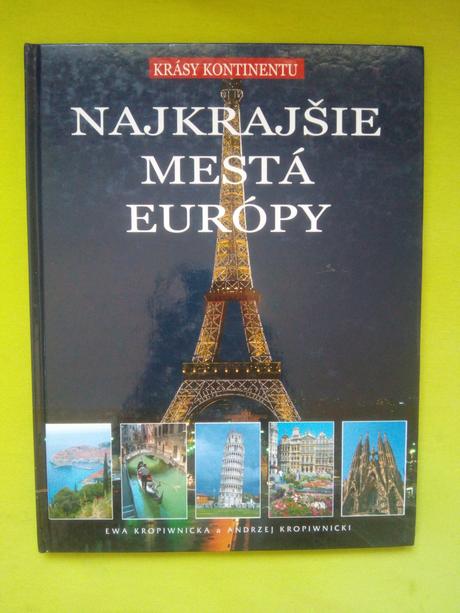 KRÁSY KONTINENTU
NAJKRAJŠIE
MESTÁ
EURÓPY
EWA KROPIWNICKA a ANDRZEJ KROPIWNICKI